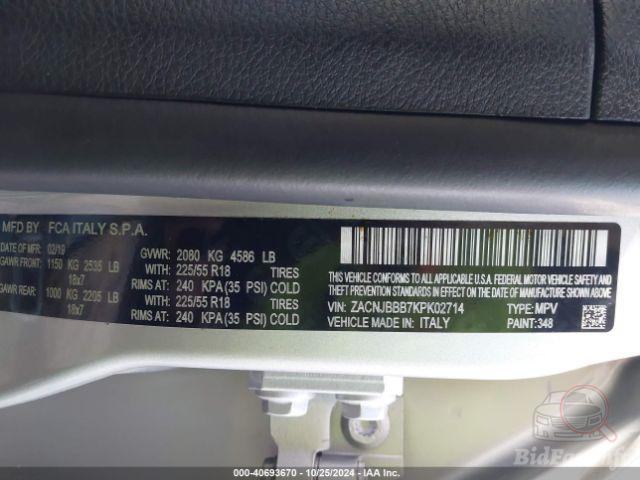 MFD BY FCA ITALY S.P.A.
DATE OF MFR: 02/19 GVWR: 2080 KG 4586 LB
GAWR FRONT: 1150 KG 2535 LB WITH: 225/55 R18 TIRES
18x7 RIMS AT: 240 KPA (35 PSI) COLD
GAWR REAR: 1000 KG 2205 LB WITH: 225/55 R18 TIRES
18x7 RIMS AT: 240 KPA (35 PSI) COLD
THIS VEHICLE CONFORMS TO ALL APPLICABLE U.S.A. FEDERAL MOTOR VEHICLE SAFETY AND
THEFT PREVENTION STANDARDS IN EFFECT ON THE DATE OF MANUFACTURE SHOWN ABOVE.
VIN: ZACNJBBB7KPK02714 TYPE: MPV
VEHICLE MADE IN: ITALY PAINT: 348
BidFax.info
00-40693670 - 10/25/2024 - IAA Inc.